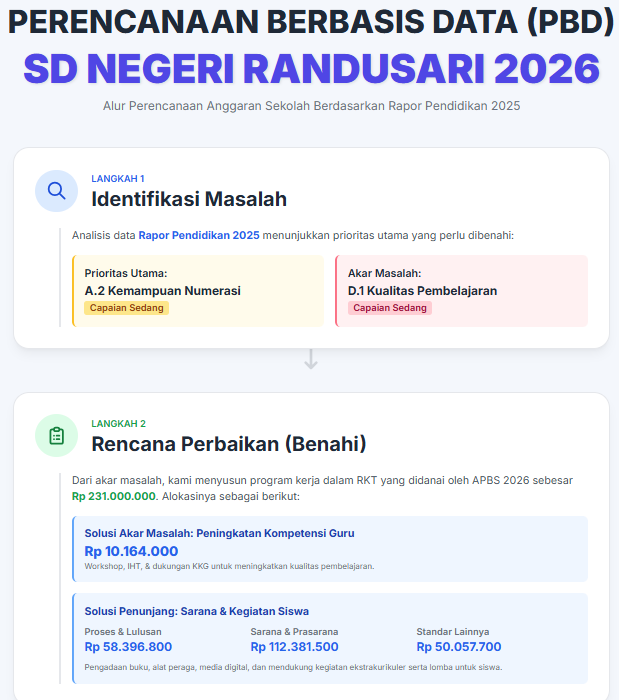 PERENCANAAN BERBASIS DATA (PBD)
SD NEGERI RANDUSARI 2026
Alur Perencanaan Anggaran Sekolah Berdasarkan Rapor Pendidikan 2025
LANGKAH 1
Identifikasi Masalah
Analisis data Rapor Pendidikan 2025 menunjukkan prioritas utama yang perlu dibenahi:
Prioritas Utama:
A.2 Kemampuan Numerasi
Capaian Sedang
Akar Masalah:
D.1 Kualitas Pembelajaran
Capaian Sedang
LANGKAH 2
Rencana Perbaikan (Benahi)
Dari akar masalah, kami menyusun program kerja dalam RKT yang didanai oleh APBS 2026 sebesar
Rp 231.000.000. Alokasinya sebagai berikut:
Solusi Akar Masalah: Peningkatan Kompetensi Guru
Rp 10.164.000
Workshop, IHT, & dukungan KKG untuk meningkatkan kualitas pembelajaran.
Solusi Penunjang: Sarana & Kegiatan Siswa
Proses & Lulusan
Rp 58.396.800
Sarana & Prasarana
Rp 112.381.500
Standar Lainnya
Rp 50.057.700
Pengadaan buku, alat peraga, media digital, dan mendukung kegiatan ekstrakurikuler serta lomba untuk siswa.